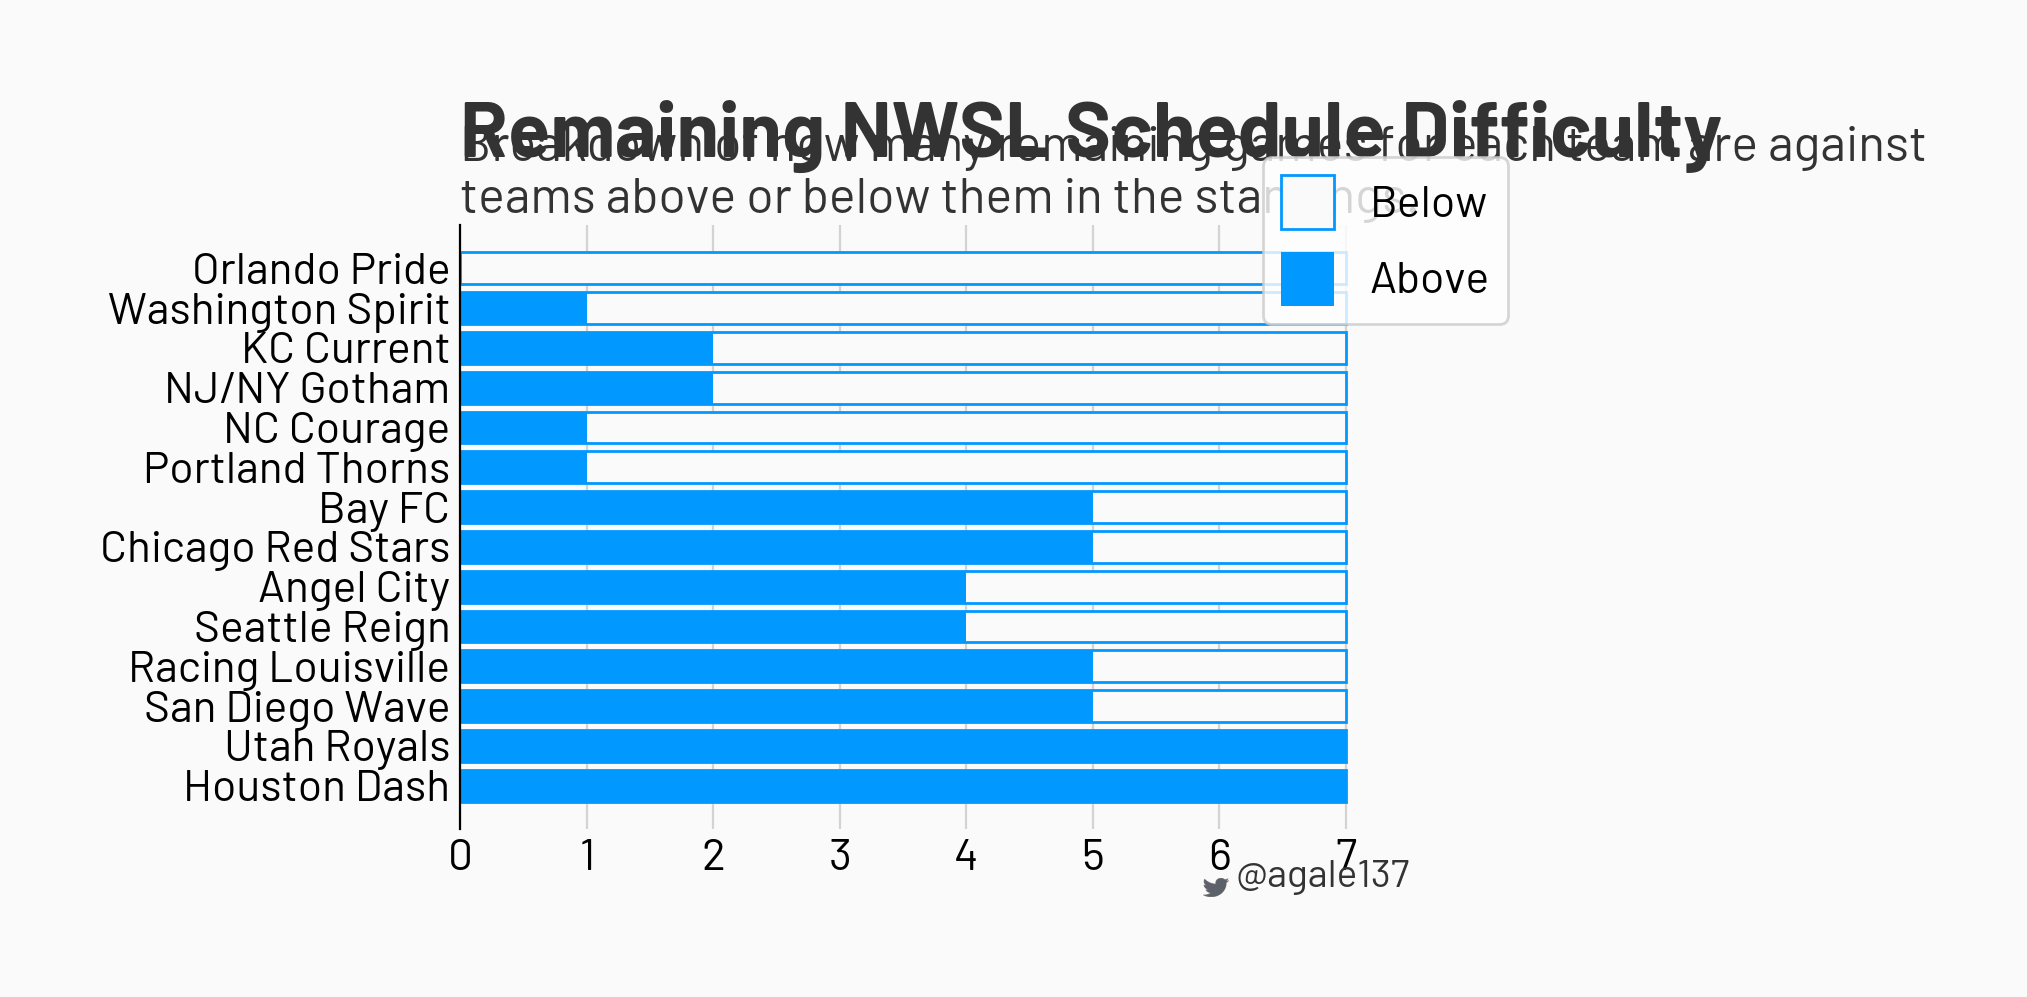 Remaining NWSL Schedule Difficulty
Breakdown of how many remaining games for each team are against
teams above or below them in the standings.
Below
Above
Orlando Pride
Washington Spirit
KC Current
NJ/NY Gotham
NC Courage
Portland Thorns
Bay FC
Chicago Red Stars
Angel City
Seattle Reign
Racing Louisville
San Diego Wave
Utah Royals
Houston Dash
0 1 2 3 4 5 6 7
@agale137